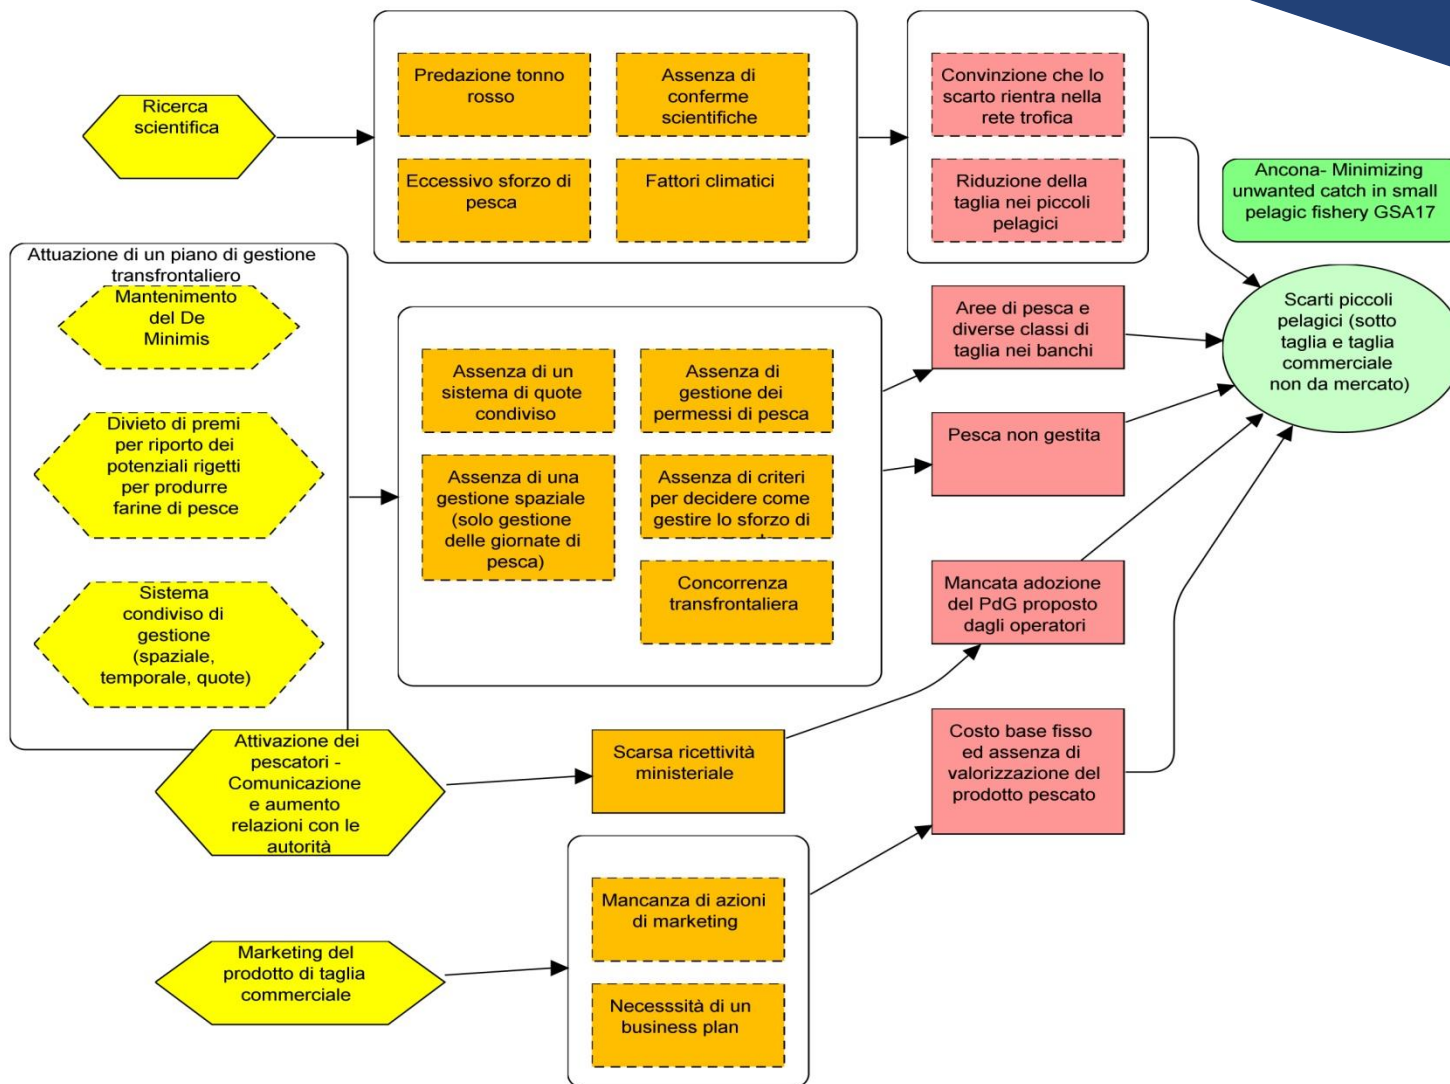 Ricerca
scientifica
Predazione tonno
rosso
Assenza di
conferme
scientifiche
Eccessivo sforzo di
pesca
Fattori climatici
Convinzione che lo
scarto rientra nella
rete trofica
Riduzione della
taglia nei piccoli
pelagici
Ancona- Minimizing
unwanted catch in small
pelagic fishery GSA17
Attuazione di un piano di gestione
transfrontaliero
Mantenimento
del De
Minimis
Divieto di premi
per riporto dei
potenziali rigetti
per produrre
farine di pesce
Sistema
condiviso di
gestione
(spaziale,
temporale, quote)
Assenza di un
sistema di quote
condiviso
Assenza di
gestione dei
permessi di pesca
Assenza di una
gestione spaziale
(solo gestione
delle giornate di
pesca)
Assenza di criteri
per decidere come
gestire lo sforzo di
Concorrenza
transfrontaliera
Aree di pesca e
diverse classi di
taglia nei banchi
Pesca non gestita
Mancata adozione
del PdG proposto
dagli operatori
Costo base fisso
ed assenza di
valorizzazione del
prodotto pescato
Scarti piccoli
pelagici (sotto
taglia e taglia
commerciale
non da mercato)
Attivazione dei
pescatori -
Comunicazione
e aumento
relazioni con le
autorità
Scarsa ricettività
ministeriale
Marketing del
prodotto di taglia
commerciale
Mancanza di azioni
di marketing
Necesssità di un
business plan